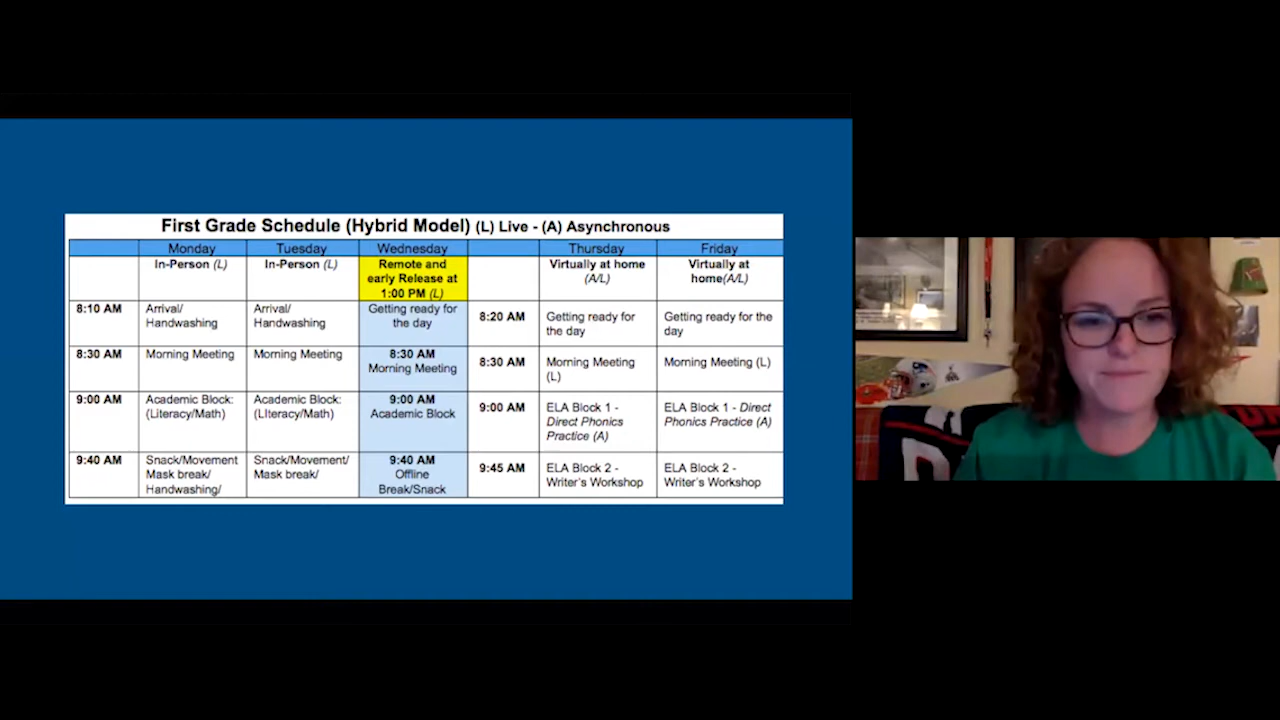 First Grade Schedule (Hybrid Model) (L) Live - (A) Asynchronous
Monday Tuesday Wednesday Thursday Friday
In-Person (L) In-Person (L) Remote and Virtually at home Virtually at
early Release at (A/L) home(A/L)
1:00 PM (L)
8:10 AM Arrival/ Arrival/ Getting ready for 8:20 AM Getting ready for Getting ready for the
Handwashing Handwashing the day the day day
8:30 AM Morning Meeting Morning Meeting 8:30 AM 8:30 AM Morning Meeting Morning Meeting (L)
Morning Meeting (L)
9:00 AM Academic Block: Academic Block: 9:00 AM 9:00 AM ELA Block 1 - ELA Block 1 - Direct
(Literacy/Math) (LIteracy/Math) Academic Block Direct Phonics Phonics Practice (A)
Practice (A)
9:40 AM Snack/Movement Snack/Movement/ 9:40 AM 9:45 AM ELA Block 2 - ELA Block 2 -
Mask break/ Mask break/ Offline Writer's Workshop Writer's Workshop
Handwashing/ Break/Snack